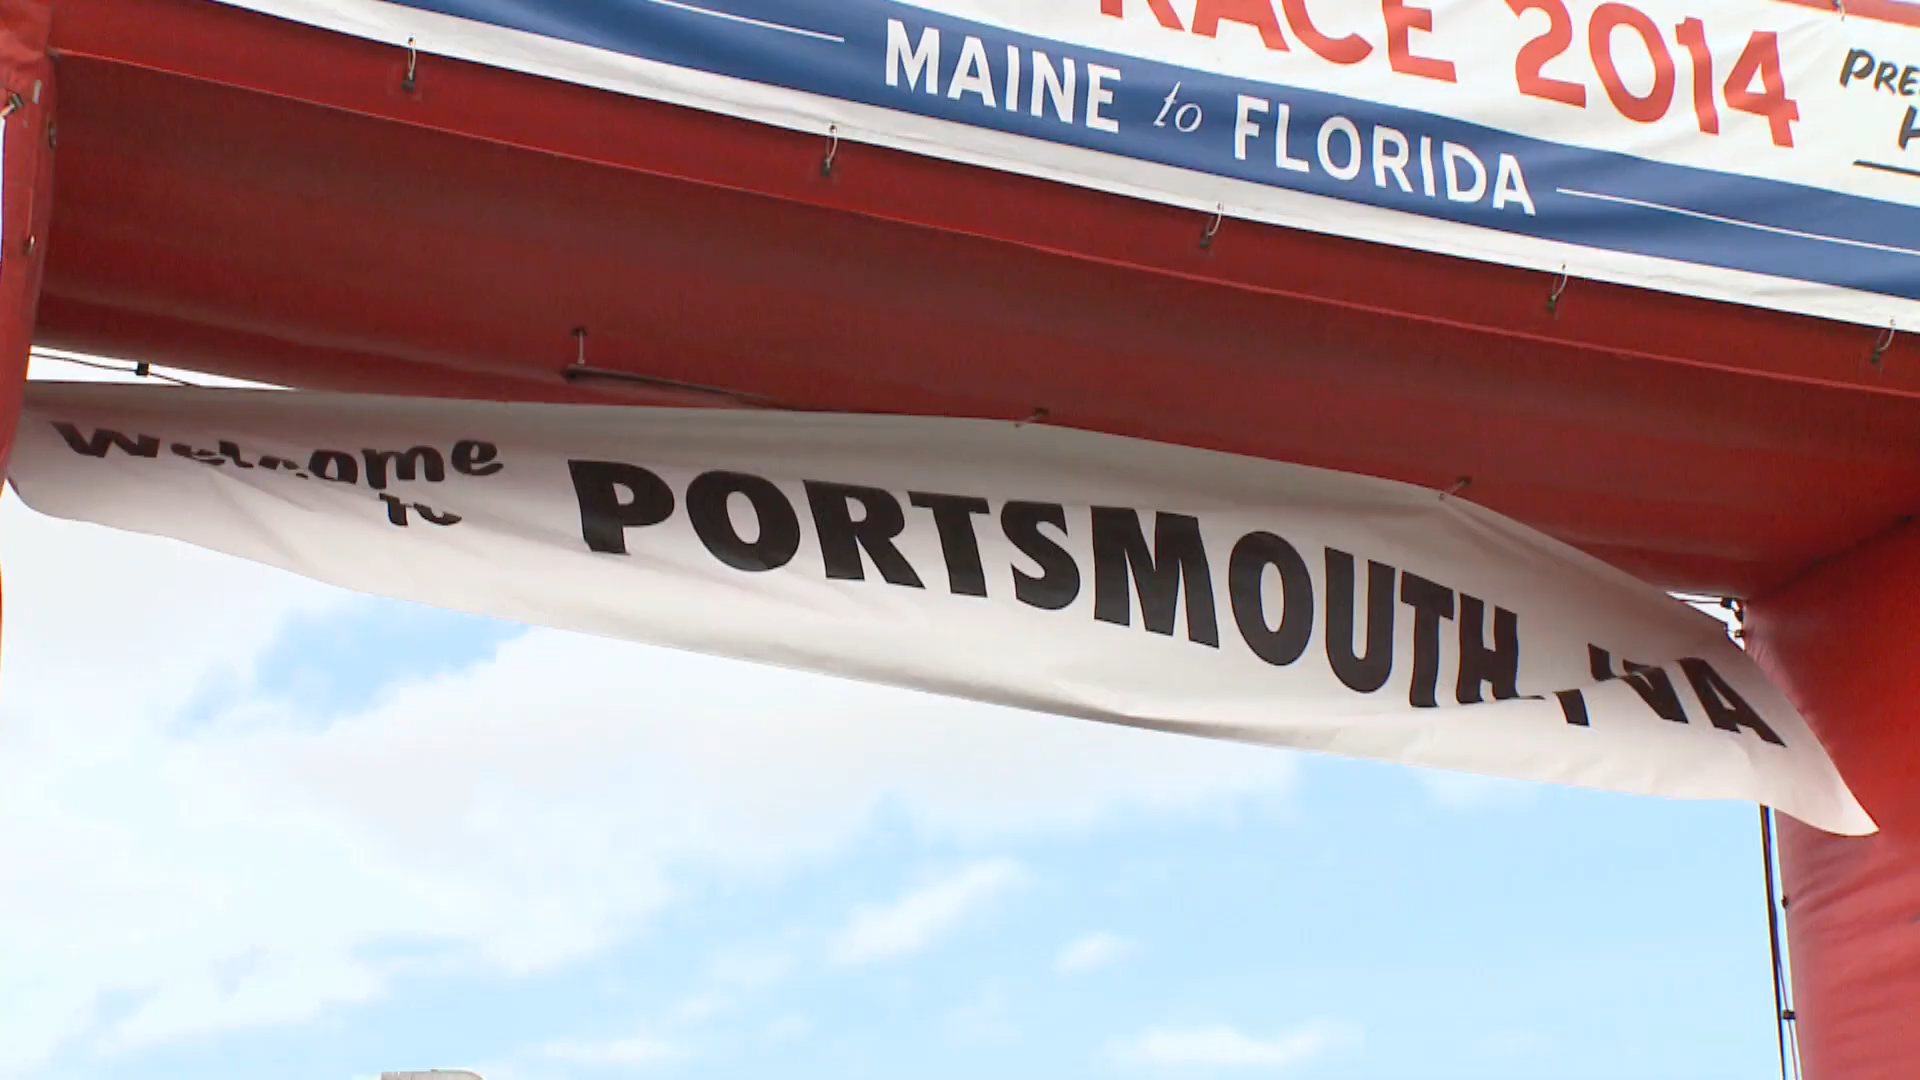 RACE 2014
MAINE to FLORIDA
Welcome
to
PORTSMOUTH, VA